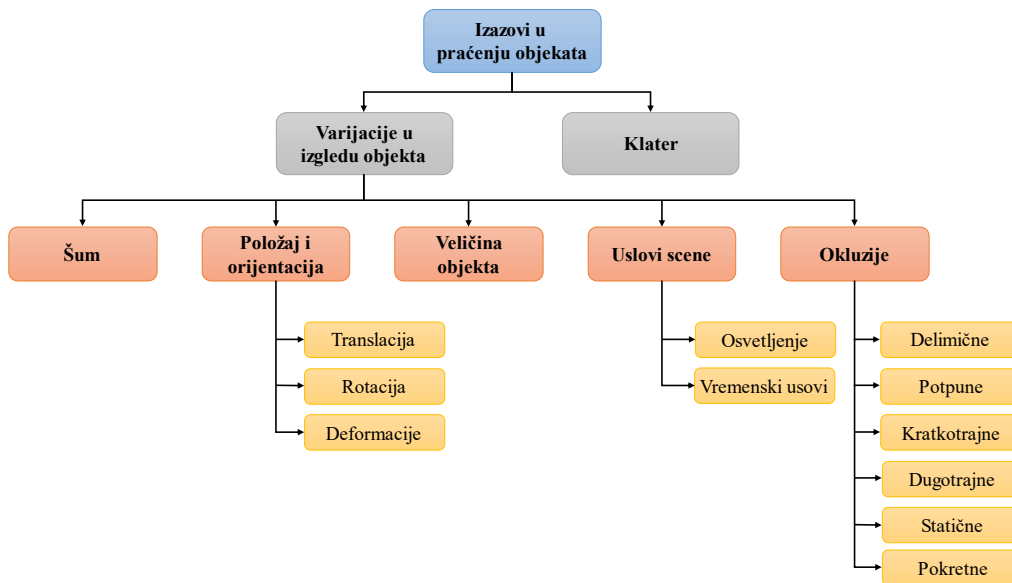 Izazovi u
praćenju objekata
Varijacije u
izgledu objekta
Klater
Šum
Položaj i
orijentacija
Veličina
objekta
Uslovi scene
Okluzije
Translacija
Rotacija
Deformacije
Osvetljenje
Vremenski usovi
Delimične
Potpune
Kratkotrajne
Dugotrajne
Statične
Pokretne